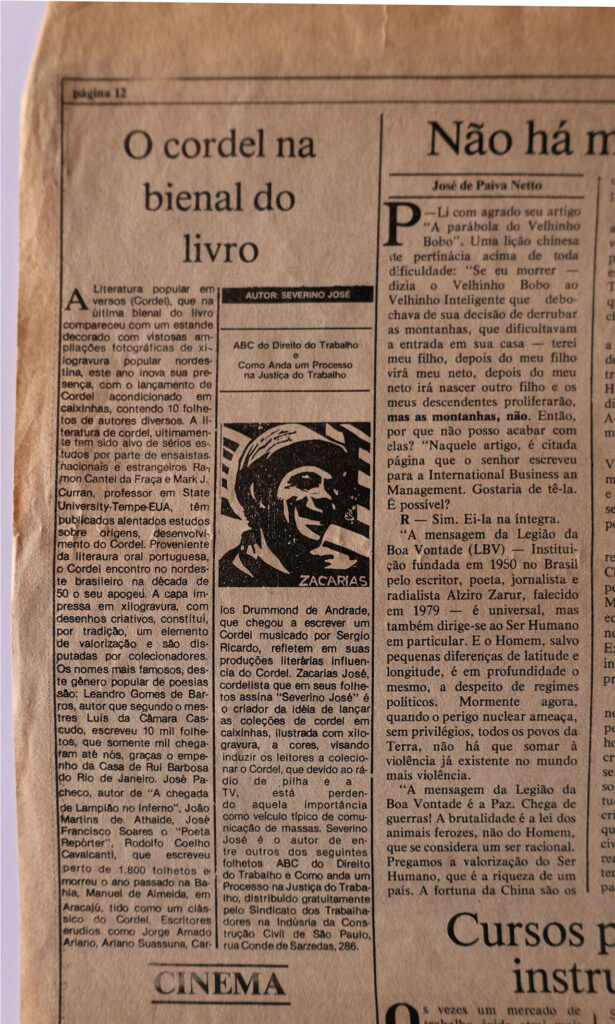 página 12
O cordel na
bienal do
livro
A Literatura popular em
versos (Cordel), que na
última bienal do livro
compareceu com um estande
decorado com vistosas am-
pliações fotográficas de xi-
logravura popular nordes-
tina, este ano inova sua pre-
sença, com o lançamento de
Cordel acondicionado em
caixinhas, contendo 10 folhe-
tos de autores diversos. A li-
teratura de cordel, ultimamen-
te tem sido alvo de sérios es-
tudos por parte de ensaistas
nacionais e estrangeiros Ra-
mon Cantel da Fraça e Mark J.
Curran, professor em State
University-Tempe-EUA, têm
publicados alentados estudos
sobre origens, desenvolvi-
mento do Cordel. Proveniente
da literaura oral portuguesa,
o Cordel encontro no nordes-
te brasileiro na década de
50 o seu apogeu. A capa im-
pressa em xilogravura, com
desenhos criativos, constitui,
por tradição, um elemento
de valorização e são dis-
putadas por colecionadores.
Os nomes mais famosos, des-
te gênero popular de poesias
são: Leandro Gomes de Bar-
ros, autor que segundo o mes-
tres Luis da Câmara Cas-
cudo, escreveu 10 mil folhe-
tos, que somente mil chega-
ram até nós, graças o empe-
nho da Casa de Rui Barbosa
do Rio de Janeiro. José Pa-
checo, autor de "A chegada
de Lampião no Inferno", João
Martins de Athaide, José
Francisco Soares o "Poeta
Repórter", Rodolfo Coelho
Cavalcanti, que escreveu
perto de 1.600 folhetos e
morreu o ano passado na Ba-
hia, Manuel de Almeida, em
Aracajú, tido como um clás-
sico do Cordel. Escritores
erudios como Jorge Amado
Ariano, Ariano Suassuna, Car-
AUTOR: SEVERINO JOSÉ
ABC do Direito do Trabalho
e
Como Anda um Processo
na Justiça do Trabalho
ZACARIAS
los Drummond de Andrade,
que chegou a escrever um
Cordel musicado por Sergio
Ricardo, refletem em suas
produções literárias influen-
cia do Cordel. Zacarias José,
cordelista que em seus folhe-
tos assina "Severino José" é
o criador da idéia de lançar
as coleções de cordel em
caixinhas, ilustrada com xilo-
gravura, a cores, visando
induzir os leitores a colecio-
nar o Cordel, que devido ao rá-
dio de pilha e a
TV, está perden-
do aquela importância
como veículo típico de comu-
nicação de massas. Severino
José é o autor de en-
tre outros dos seguintes
folhetos ABC do Direito
do Trabalho e Como anda um
Processo na Justiça do Traba-
lho, distribuído gratuitamente
pelo Sindicato dos Trabalha-
dores na Indúsria da Cons-
trução Civil de São Paulo,
rua Conde de Sarzedas, 286.
CINEMA
Não há m
José de Paiva Netto
P—Li com agrado seu artigo
"A parábola do Velhinho
Bobo". Uma lição chinesa
de pertinácia acima de toda
dificuldade: "Se eu morrer —
dizia o Velhinho Bobo ao
Velhinho Inteligente que debo-
chava de sua decisão de derrubar
as montanhas, que dificultavam
a entrada em sua casa — terei
meu filho, depois do meu filho
virá meu neto, depois do meu
neto irá nascer outro filho e os
meus descendentes proliferarão,
mas as montanhas, não. Então,
por que não posso acabar com
elas? "Naquele artigo, é citada
página que o senhor escreveu
para a International Business an
Management. Gostaria de tê-la.
É possível?
R — Sim. Ei-la na íntegra.
"A mensagem da Legião da
Boa Vontade (LBV) — Institui-
ção fundada em 1950 no Brasil
pelo escritor, poeta, jornalista e
radialista Alziro Zarur, falecido
em 1979 — é universal, mas
também dirige-se ao Ser Humano
em particular. E o Homem, salvo
pequenas diferenças de latitude e
longitude, é em profundidade o
mesmo, a despeito de regimes
políticos. Mormente agora,
quando o perigo nuclear ameaça,
sem privilégios, todos os povos da
Terra, não há que somar à
violência já existente no mundo
mais violência.
"A mensagem da Legião da
Boa Vontade é a Paz. Chega de
guerras! A brutalidade é a lei dos
animais ferozes, não do Homem,
que se considera um ser racional.
Pregamos a valorização do Ser
Humano, que é a riqueza de um
país. A fortuna da China são os
Cursos p
instru
Os vezes um mercado de